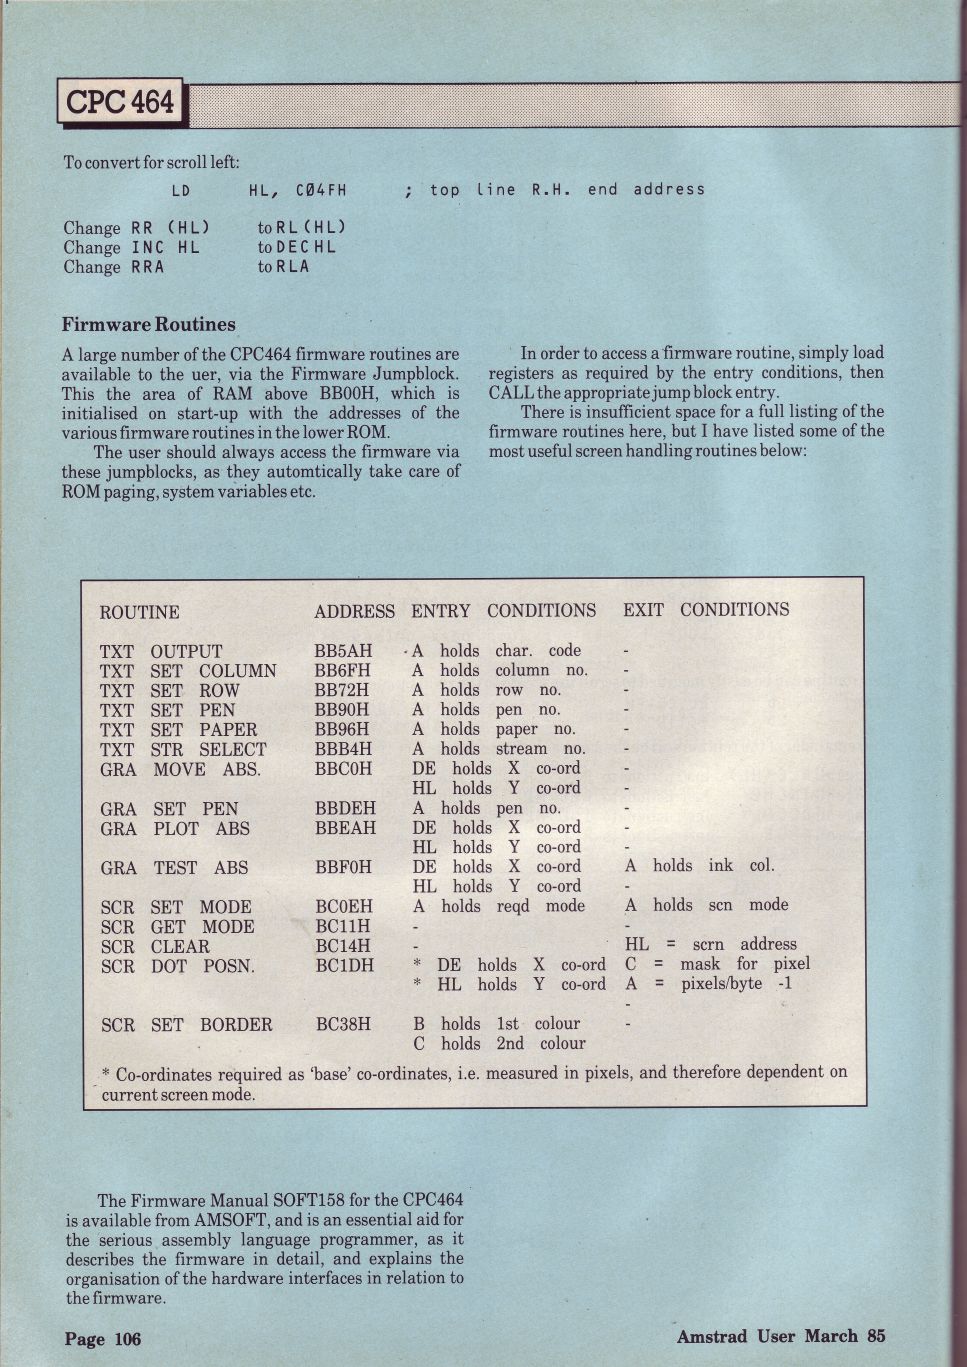 CPC 464
To convert for scroll left:
LD HL, CØ4FH ; top line R.H. end address
Change RR (HL) to RL (HL)
Change INC HL to DEC HL
Change RRA to RLA
Firmware Routines
A large number of the CPC464 firmware routines are
available to the uer, via the Firmware Jumpblock.
This the area of RAM above BB00H, which is
initialised on start-up with the addresses of the
various firmware routines in the lower ROM.
The user should always access the firmware via
these jumpblocks, as they automtically take care of
ROM paging, system variables etc.
In order to access a firmware routine, simply load
registers as required by the entry conditions, then
CALL the appropriate jump block entry.
There is insufficient space for a full listing of the
firmware routines here, but I have listed some of the
most useful screen handling routines below:
ROUTINE ADDRESS ENTRY CONDITIONS EXIT CONDITIONS
TXT OUTPUT BB5AH A holds char. code -
TXT SET COLUMN BB6FH A holds column no. -
TXT SET ROW BB72H A holds row no. -
TXT SET PEN BB90H A holds pen no. -
TXT SET PAPER BB96H A holds paper no. -
TXT STR SELECT BBB4H A holds stream no. -
GRA MOVE ABS. BBC0H DE holds X co-ord -
HL holds Y co-ord -
GRA SET PEN BBDEH A holds pen no. -
GRA PLOT ABS BBEAH DE holds X co-ord -
HL holds Y co-ord -
GRA TEST ABS BBF0H DE holds X co-ord A holds ink col.
HL holds Y co-ord -
SCR SET MODE BC0EH A holds reqd mode A holds scn mode
SCR GET MODE BC11H - -
SCR CLEAR BC14H - HL = scrn address
SCR DOT POSN. BC1DH * DE holds X co-ord C = mask for pixel
* HL holds Y co-ord A = pixels/byte -1
-
SCR SET BORDER BC38H B holds 1st colour -
C holds 2nd colour
* Co-ordinates required as ‘base’ co-ordinates, i.e. measured in pixels, and therefore dependent on
current screen mode.
The Firmware Manual SOFT158 for the CPC464
is available from AMSOFT, and is an essential aid for
the serious assembly language programmer, as it
describes the firmware in detail, and explains the
organisation of the hardware interfaces in relation to
the firmware.
Page 106
Amstrad User March 85